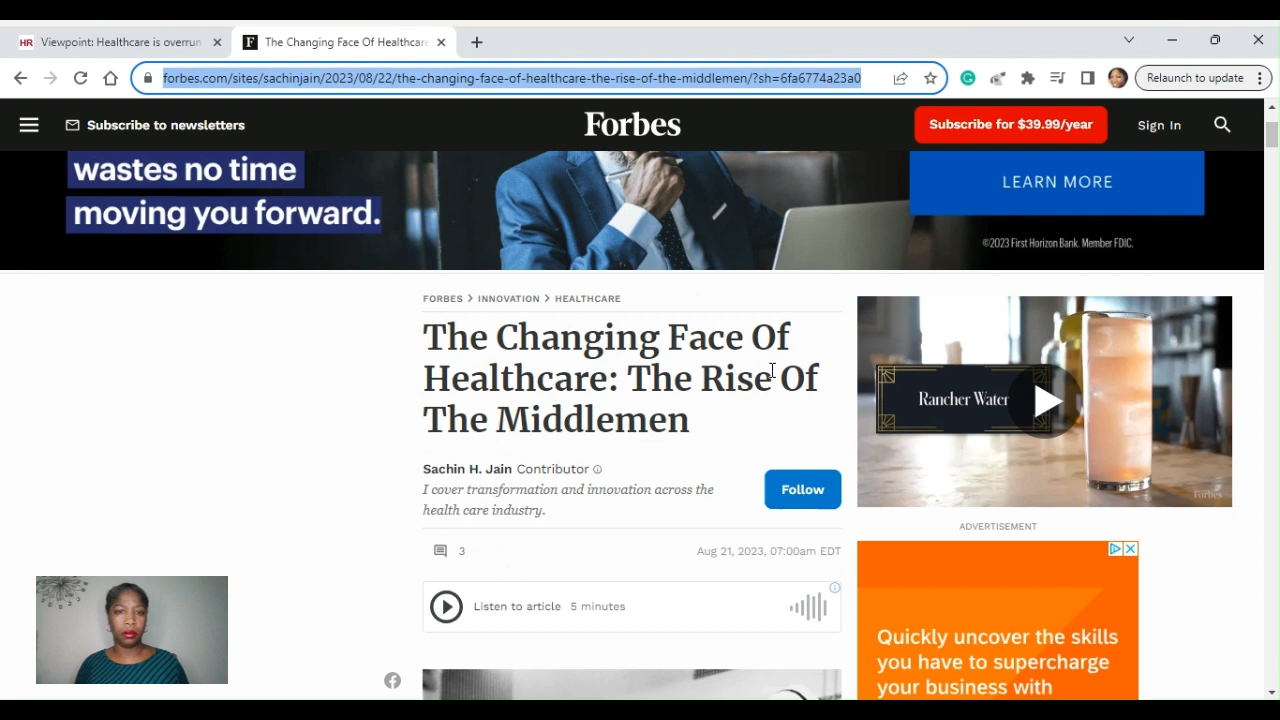 HR Viewpoint: Healthcare is overrun
F The Changing Face Of Healthcare
forbes.com/sites/sachinjain/2023/08/22/the-changing-face-of-healthcare-the-rise-of-the-middlemen/?sh=6fa6774a23a0
Relaunch to update
Subscribe to newsletters
Forbes
Subscribe for $39.99/year
Sign In
wastes no time
moving you forward.
LEARN MORE
©2023 First Horizon Bank. Member FDIC.
FORBES > INNOVATION > HEALTHCARE
The Changing Face Of
Healthcare: The Rise Of
The Middlemen
Sachin H. Jain Contributor
I cover transformation and innovation across the
health care industry.
Follow
3
Aug 21, 2023, 07:00am EDT
Listen to article 5 minutes
RANCHER WATER
Forbes
ADVERTISEMENT
Quickly uncover the skills
you have to supercharge
your business with